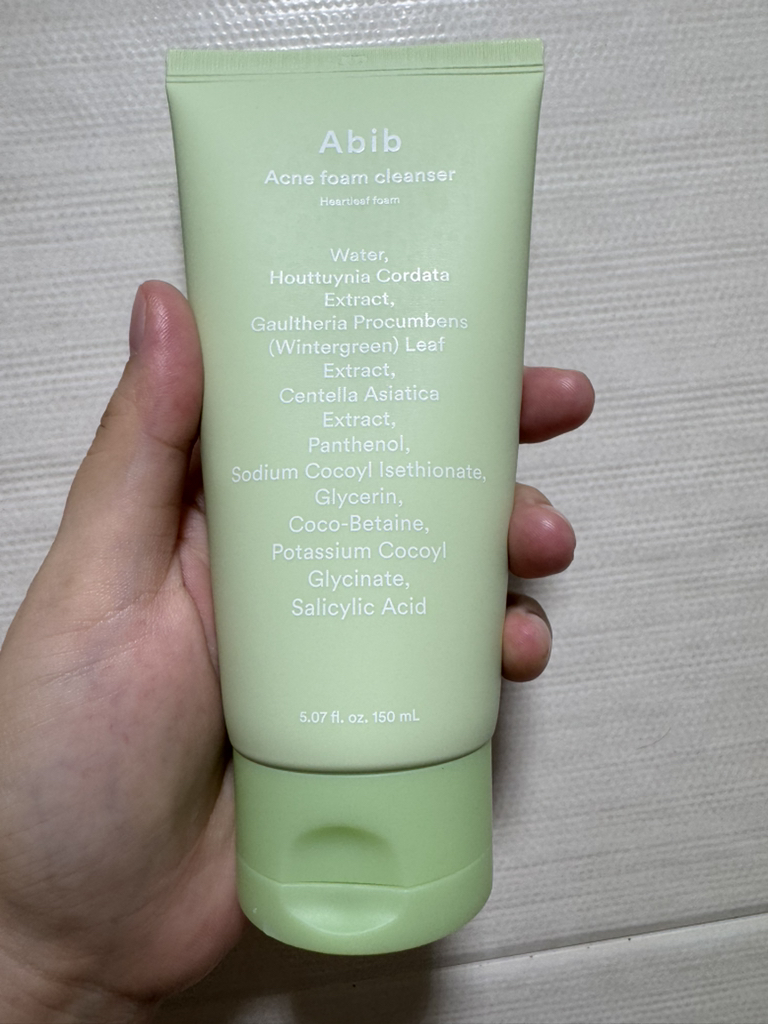 Abib
Acne foam cleanser
Heartleaf foam
Water,
Houttuynia Cordata
Extract,
Gaultheria Procumbens
(Wintergreen) Leaf
Extract,
Centella Asiatica
Extract,
Panthenol,
Sodium Cocoyl Isethionate,
Glycerin,
Coco-Betaine,
Potassium Cocoyl
Glycinate,
Salicylic Acid
5.07 fl. oz. 150 mL